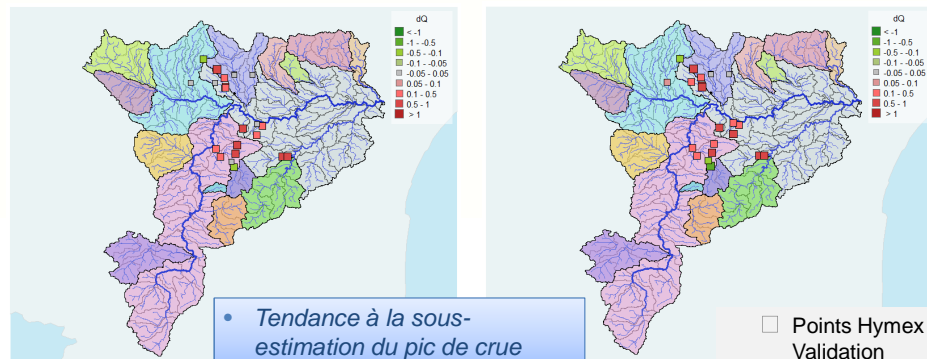 dQ
< -1
-1 - -0.5
-0.5 - -0.1
-0.1 - -0.05
-0.05 - 0.05
0.05 - 0.1
0.1 - 0.5
0.5 - 1
> 1
dQ
< -1
-1 - -0.5
-0.5 - -0.1
-0.1 - -0.05
-0.05 - 0.05
0.05 - 0.1
0.1 - 0.5
0.5 - 1
> 1
• Tendance à la sous-
estimation du pic de crue
Points Hymex
Validation